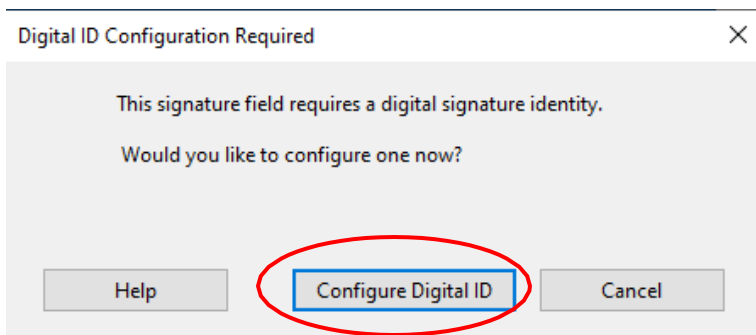 Digital ID Configuration Required
This signature field requires a digital signature identity.
Would you like to configure one now?
Help Configure Digital ID Cancel